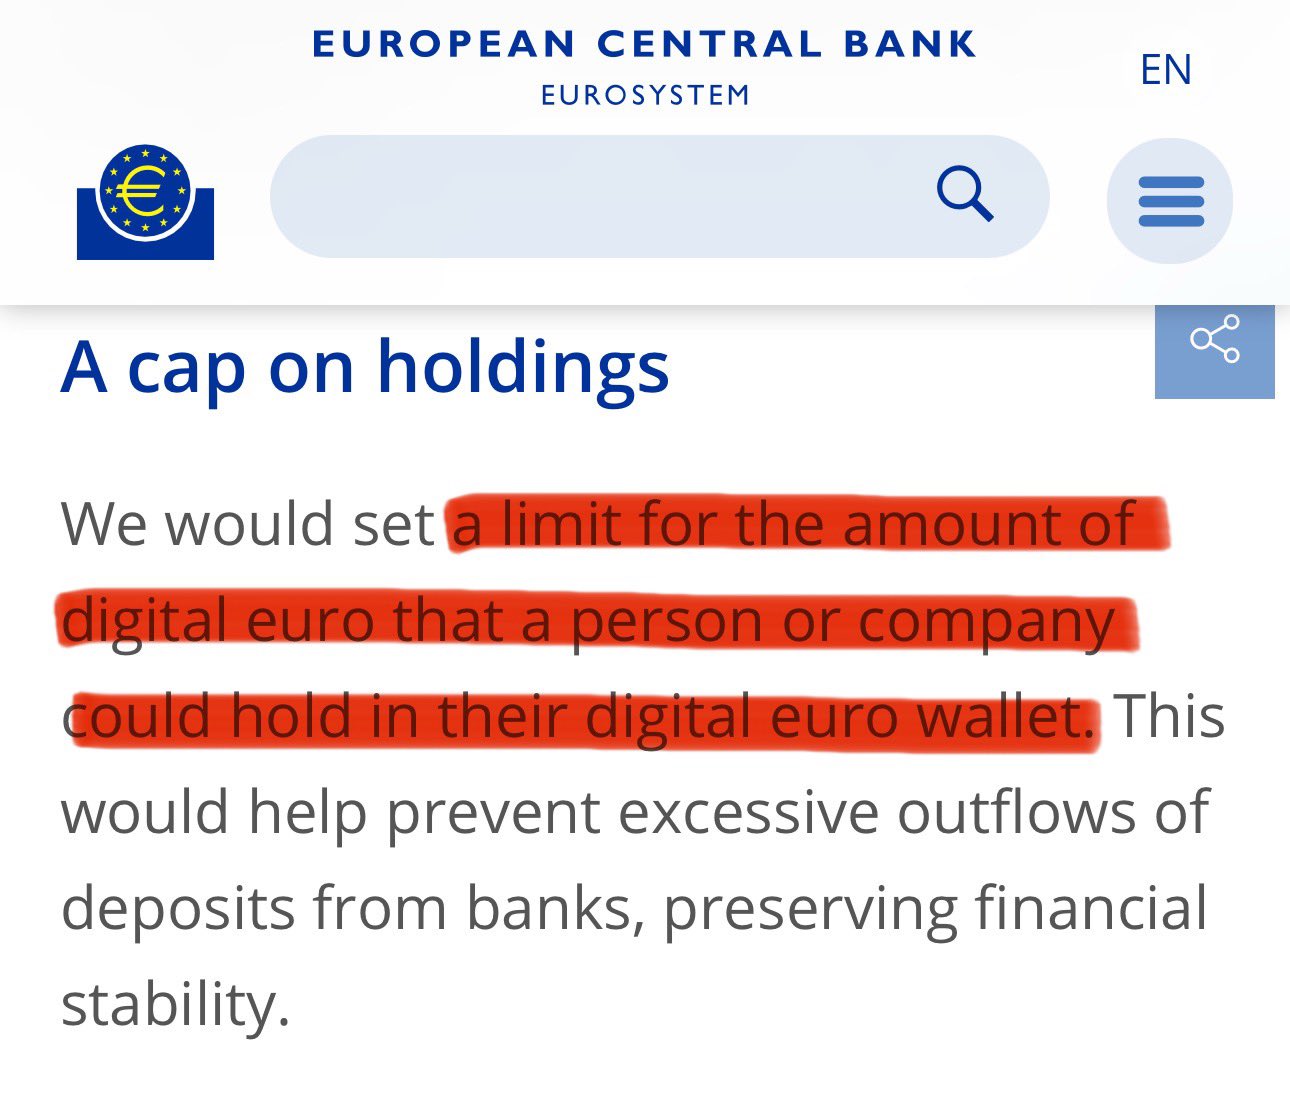 EUROPEAN CENTRAL BANK
EUROSYSTEM
EN
€
A cap on holdings
We would set a limit for the amount of
digital euro that a person or company
could hold in their digital euro wallet. This
would help prevent excessive outflows of
deposits from banks, preserving financial
stability.